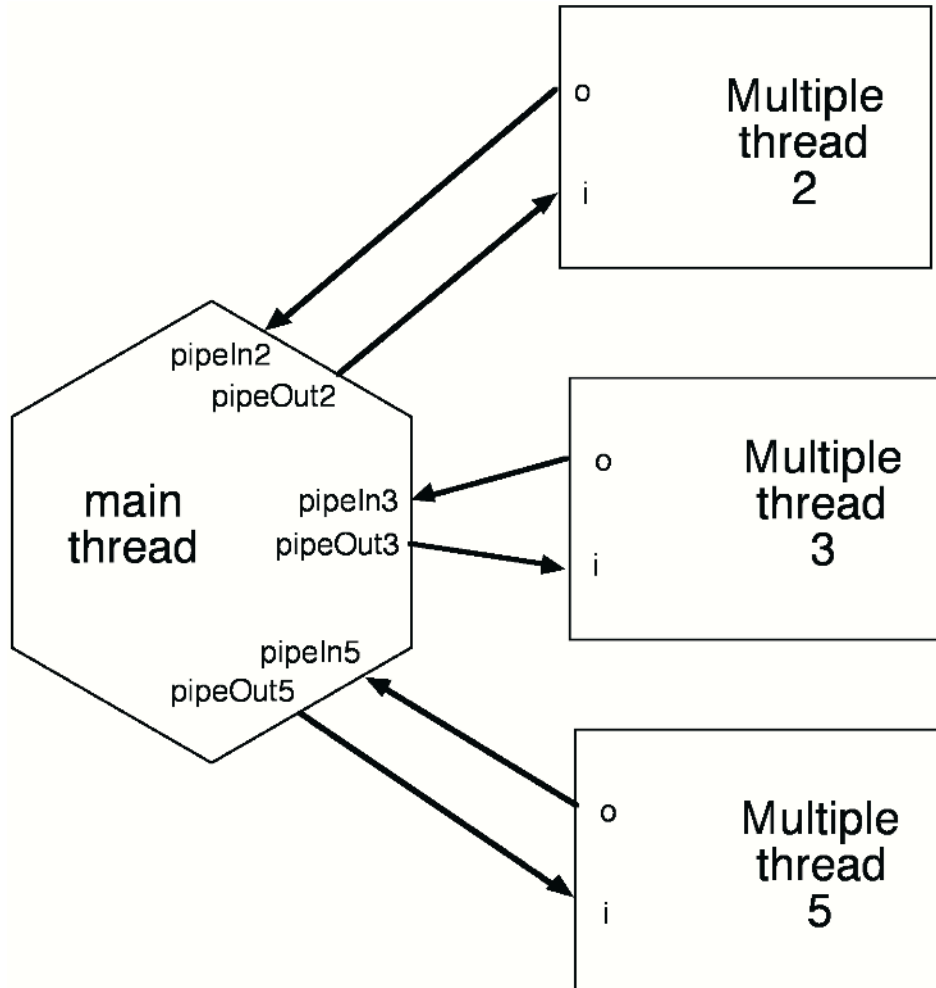 o
Multiple
thread
2
i
pipeIn2
pipeOut2
main
thread
pipeIn3
pipeOut3
o
Multiple
thread
3
i
pipeIn5
pipeOut5
o
Multiple
thread
5
i